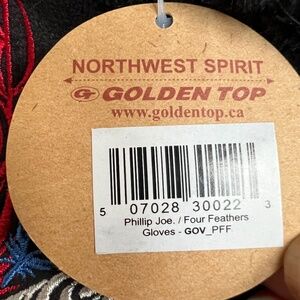 NORTHWEST SPIRIT
GOLDEN TOP
www.goldentop.ca
5 07028 30022 3
Phillip Joe. / Four Feathers
Gloves - GOV_PFF